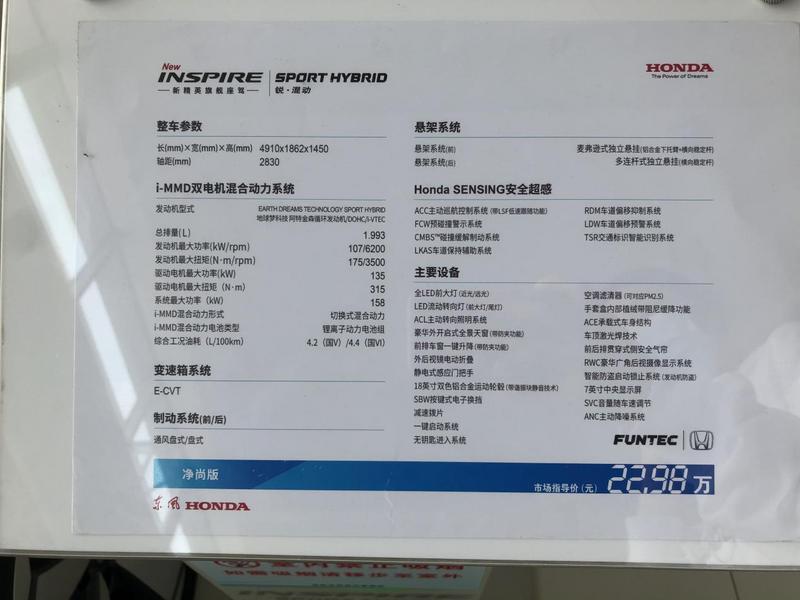 New
INSPIRE
新精英旗舰座驾
SPORT HYBRID
锐·混动
HONDA
The Power of Dreams
整车参数
长(mm)×宽(mm)×高(mm) 4910x1862x1450
轴距(mm) 2830
i-MMD双电机混合动力系统
发动机型式 EARTH DREAMS TECHNOLOGY SPORT HYBRID
地球梦科技 阿特金森循环发动机/DOHC/i-VTEC
总排量(L) 1.993
发动机最大功率(kW/rpm) 107/6200
发动机最大扭矩(N·m/rpm) 175/3500
驱动电机最大功率(kW) 135
驱动电机最大扭矩(N·m) 315
系统最大功率(kW) 158
i-MMD混合动力形式 切换式混合动力
i-MMD混合动力电池类型 锂离子动力电池组
综合工况油耗(L/100km) 4.2(国V)/4.4(国VI)
变速箱系统
E-CVT
制动系统(前/后)
通风盘式/盘式
悬架系统
悬架系统(前) 麦弗逊式独立悬挂(铝合金下托臂+横向稳定杆)
悬架系统(后) 多连杆式独立悬挂(横向稳定杆)
Honda SENSING安全超感
ACC主动巡航控制系统(带LSF低速跟随功能)
FCW预碰撞警示系统
CMBS™碰撞缓解制动系统
LKAS车道保持辅助系统
RDM车道偏移抑制系统
LDW车道偏移预警系统
TSR交通标识智能识别系统
主要设备
全LED前大灯(近光/远光)
LED流动转向灯(前大灯/尾灯)
ACL主动转向照明系统
豪华外开启式全景天窗(带防夹功能)
前排车窗一键升降(带防夹功能)
外后视镜电动折叠
静电式感应门把手
18英寸双色铝合金运动轮毂(带谐振块静音技术)
SBW按键式电子换挡
减速拨片
一键启动系统
无钥匙进入系统
空调滤清器(可对应PM2.5)
手套盒内部植绒带阻尼缓降功能
ACE承载式车身结构
车顶激光焊技术
前后排贯穿式侧安全气帘
RWC豪华广角后视摄像显示系统
智能防盗启动锁止系统(发动机防盗)
7英寸中央显示屏
SVC音量随车速调节
ANC主动降噪系统
FUNTEC
净尚版
市场指导价(元) 22.98万
东风 HONDA
室内禁止吸烟
如需吸烟请移步至室外